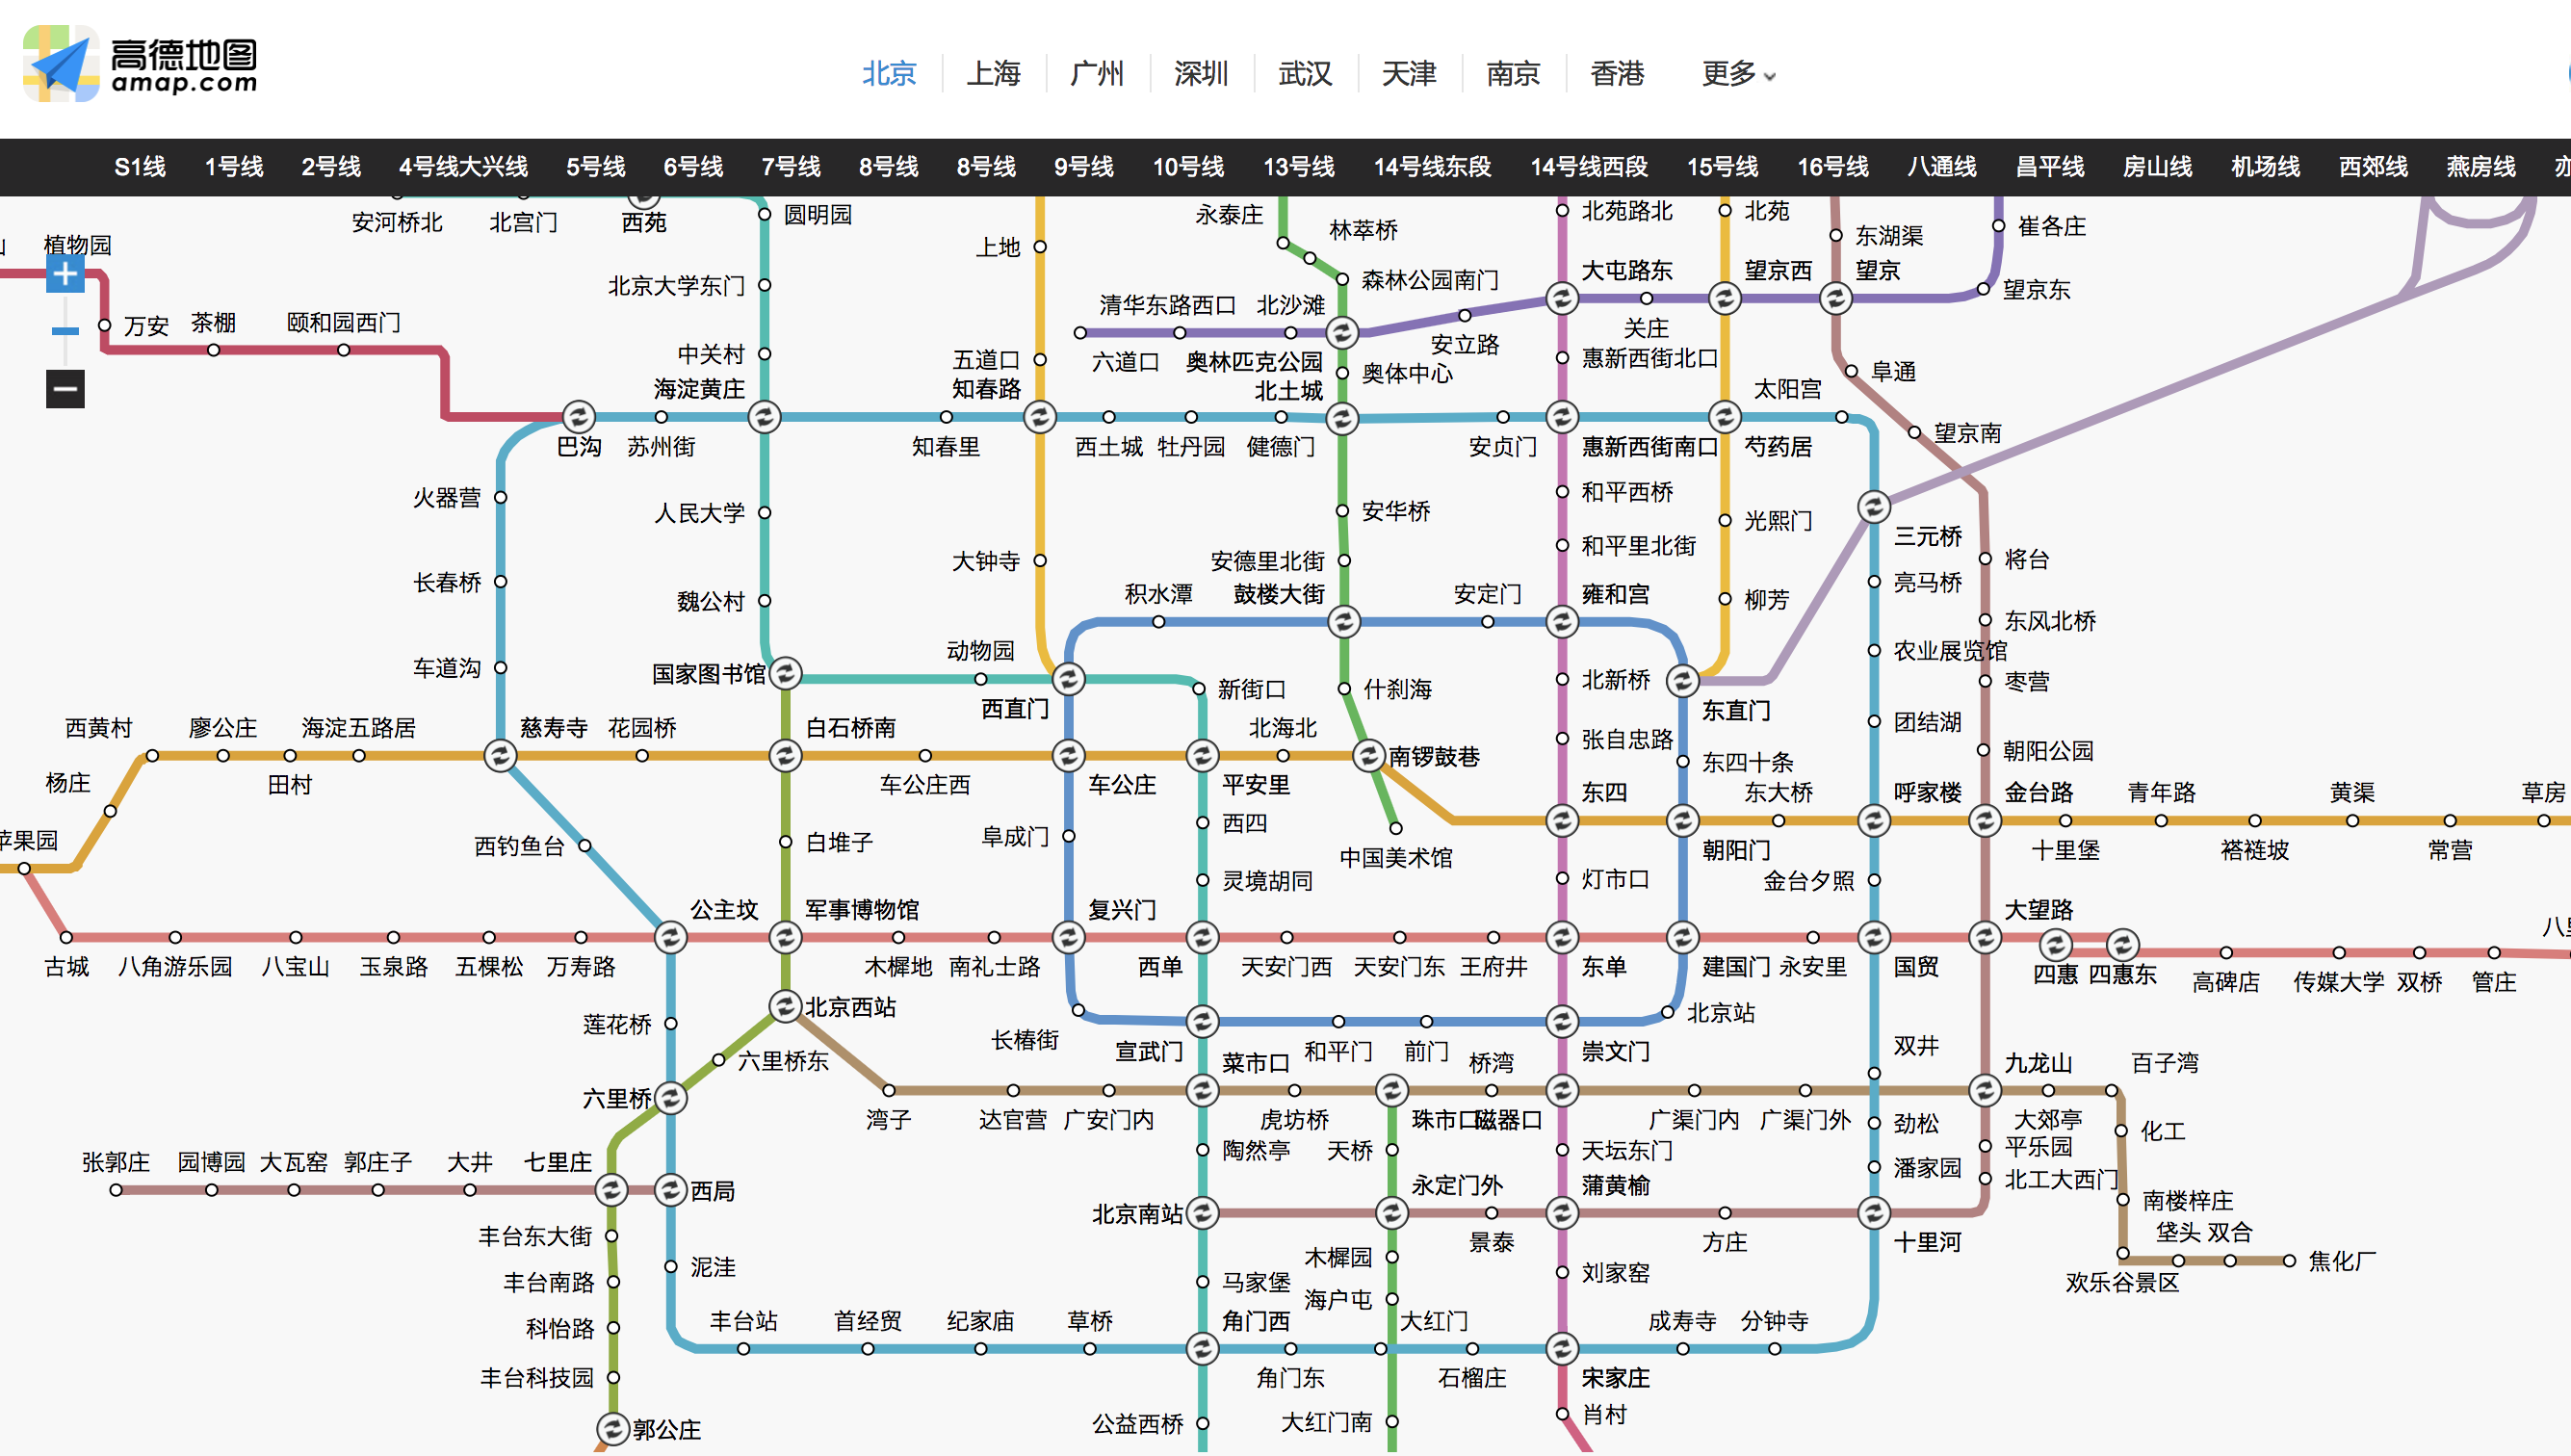 高德地图
amap.com
北京 上海 广州 深圳 武汉 天津 南京 香港 更多
S1线 1号线 2号线 4号线大兴线 5号线 6号线 7号线 8号线 8号线 9号线 10号线 13号线 14号线东段 14号线西段 15号线 16号线 八通线 昌平线 房山线 机场线 西郊线 燕房线
安河桥北 北宫门 西苑 圆明园 永泰庄 林萃桥 北苑路北 北苑 东湖渠 崔各庄
植物园 上地
北京大学东门 森林公园南门 大屯路东 望京西 望京 望京东
万安 茶棚 颐和园西门 清华东路西口 北沙滩 关庄
中关村 五道口 六道口 奥林匹克公园 安立路 惠新西街北口
海淀黄庄 知春路 北土城 奥体中心 太阳宫 阜通
巴沟 苏州街 知春里 西土城 牡丹园 健德门 安贞门 惠新西街南口 芍药居 望京南
火器营 人民大学 安华桥 和平西桥 光熙门 三元桥
长春桥 大钟寺 安德里北街 和平里北街 亮马桥 将台
魏公村 积水潭 鼓楼大街 安定门 雍和宫 柳芳 东风北桥
车道沟 国家图书馆 动物园 农业展览馆
西直门 新街口 什刹海 北新桥 东直门 枣营
西黄村 廖公庄 海淀五路居 慈寿寺 花园桥 白石桥南 北海北 南锣鼓巷 张自忠路 团结湖 朝阳公园
杨庄 田村 车公庄西 车公庄 平安里 东四十条
东四 东大桥 呼家楼 金台路 青年路 黄渠 草房
苹果园 西钓鱼台 白堆子 阜成门 西四 中国美术馆 朝阳门 十里堡 褡裢坡 常营
灵境胡同 灯市口 金台夕照
公主坟 军事博物馆 复兴门 大望路
古城 八角游乐园 八宝山 玉泉路 五棵松 万寿路 木樨地 南礼士路 西单 天安门西 天安门东 王府井 东单 建国门 永安里 国贸 四惠 四惠东 高碑店 传媒大学 双桥 管庄
莲花桥 北京西站 长椿街 北京站
六里桥东 宣武门 菜市口 和平门 前门 桥湾 崇文门 双井 九龙山 百子湾
六里桥 湾子 达官营 广安门内 虎坊桥 珠市口 磁器口 广渠门内 广渠门外 劲松 大郊亭 化工
张郭庄 园博园 大瓦窑 郭庄子 大井 七里庄 西局 陶然亭 天桥 天坛东门 潘家园 平乐园
北工大西门
北京南站 永定门外 蒲黄榆 南楼梓庄
丰台东大街 景泰 方庄 十里河 垡头 双合
丰台南路 泥洼 马家堡 木樨园 刘家窑 欢乐谷景区 焦化厂
科怡路 丰台站 首经贸 纪家庙 草桥 角门西 海户屯 大红门 成寿寺 分钟寺
丰台科技园 角门东 石榴庄 宋家庄
郭公庄 公益西桥 大红门南 肖村